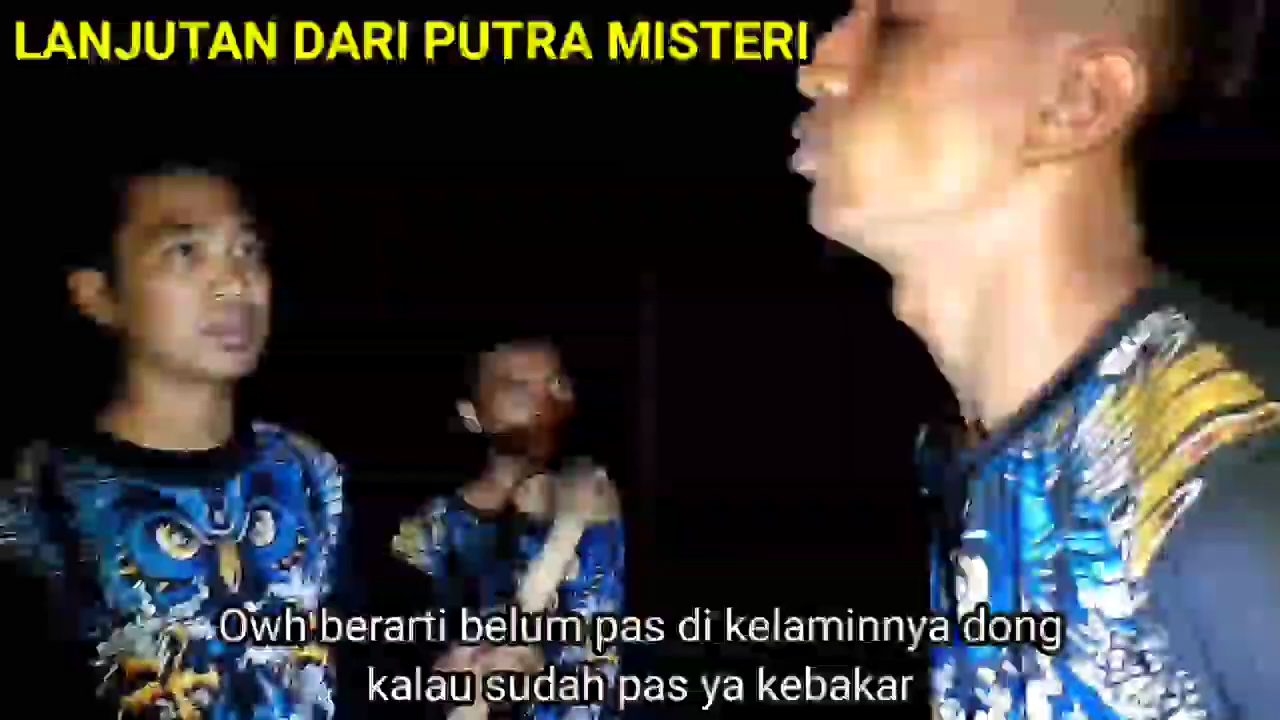 LANJUTAN DARI PUTRA MISTERI
Owh berarti belum pas di kelaminnya dong
kalau sudah pas ya kebakar